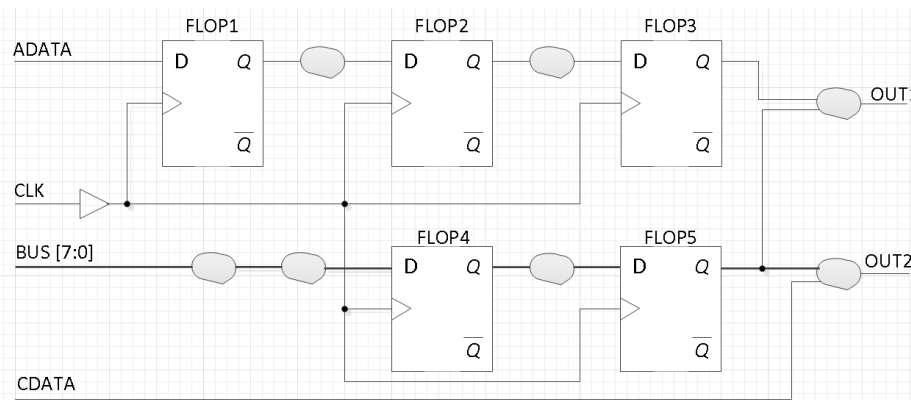 FLOP1 FLOP2 FLOP3
ADATA
D Q D Q D Q
OUT1
Q Q Q
CLK
BUS [7:0] FLOP4 FLOP5
D Q D Q
OUT2
Q Q
CDATA